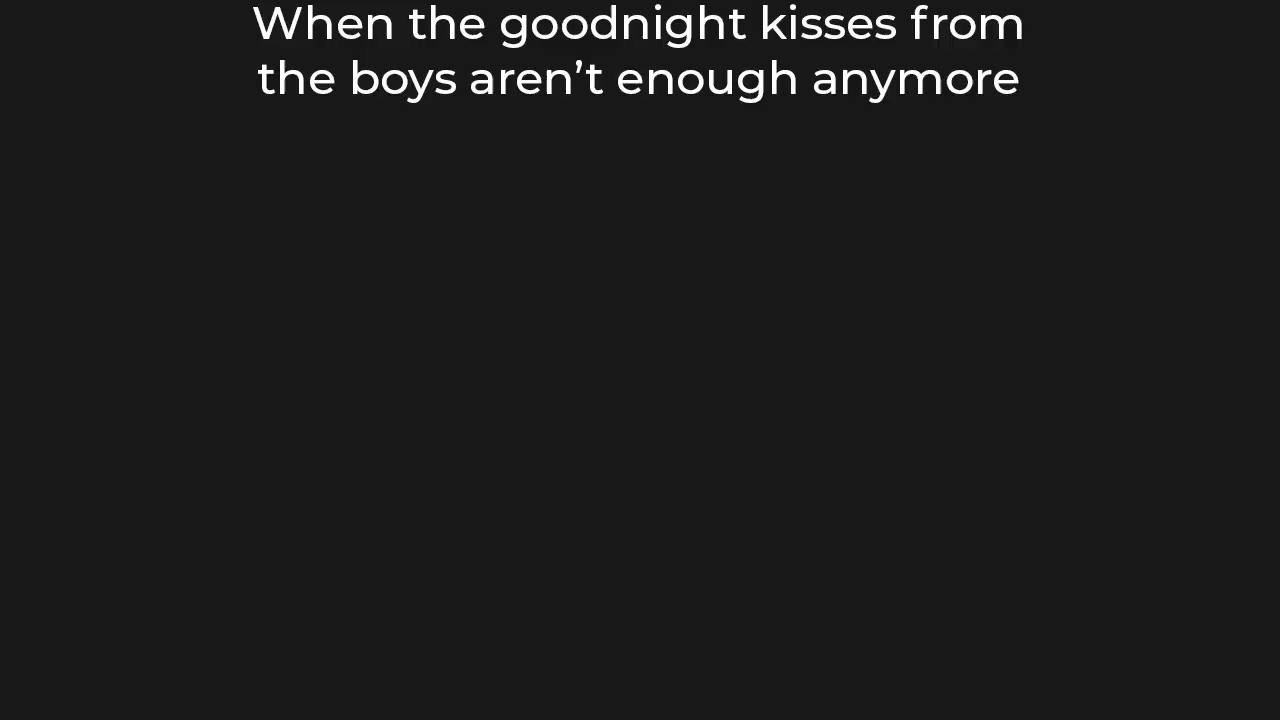 When the goodnight kisses from
the boys aren’t enough anymore